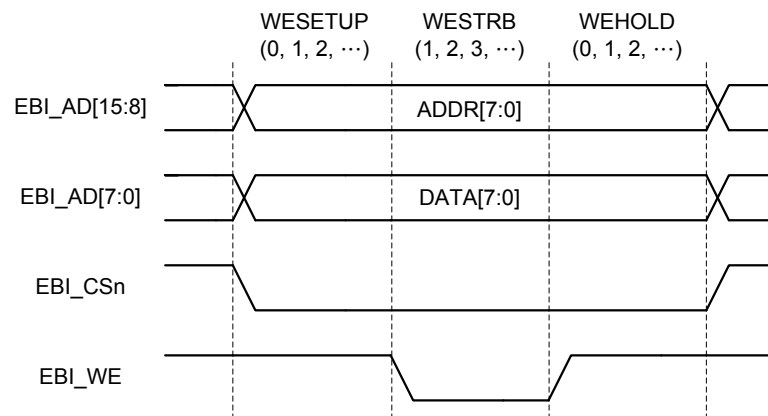 WESETUP WESTRB WEHOLD
(0, 1, 2, ···) (1, 2, 3, ···) (0, 1, 2, ···)
EBI_AD[15:8] ADDR[7:0]
EBI_AD[7:0] DATA[7:0]
EBI_CSn
EBI_WE